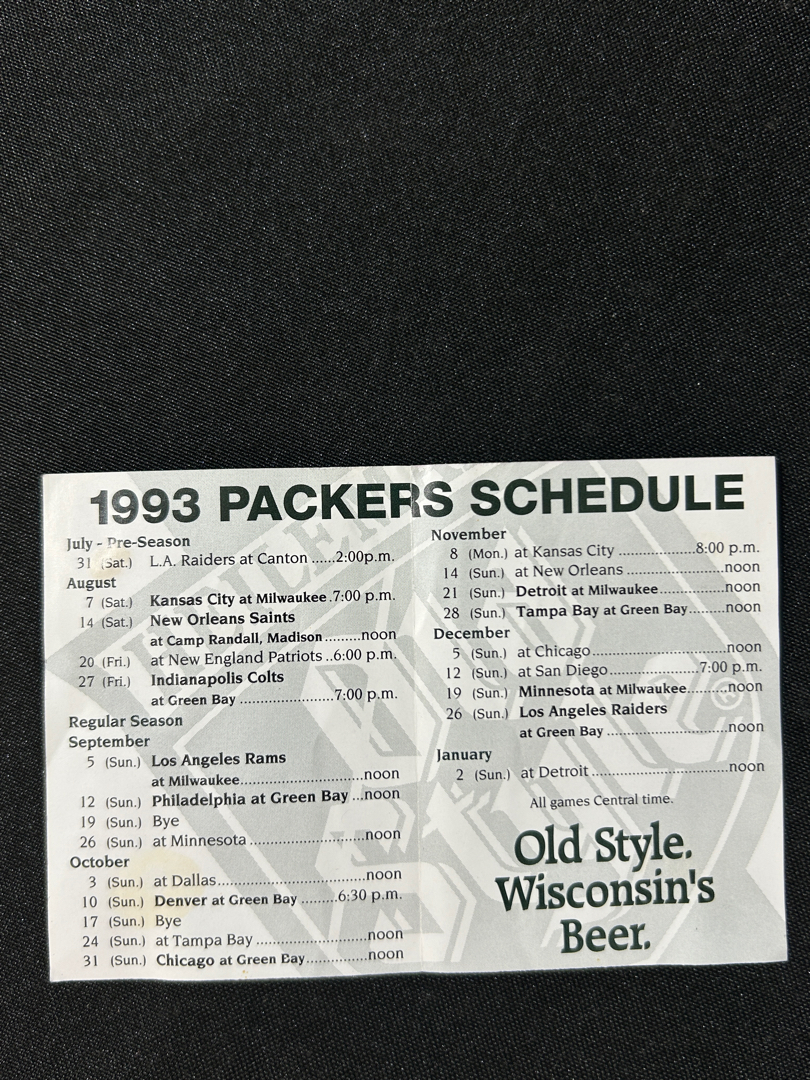 1993 PACKERS SCHEDULE
July - Pre-Season
31 (Sat.) L.A. Raiders at Canton ......2:00p.m.
August
7 (Sat.) Kansas City at Milwaukee .7:00 p.m.
14 (Sat.) New Orleans Saints
at Camp Randall, Madison ..........noon
20 (Fri.) at New England Patriots ..6:00 p.m.
27 (Fri.) Indianapolis Colts
at Green Bay .......................7:00 p.m.
Regular Season
September
5 (Sun.) Los Angeles Rams
at Milwaukee...............................noon
12 (Sun.) Philadelphia at Green Bay ...noon
19 (Sun.) Bye
26 (Sun.) at Minnesota ............................noon
October
3 (Sun.) at Dallas....................................noon
10 (Sun.) Denver at Green Bay .........6:30 p.m.
17 (Sun.) Bye
24 (Sun.) at Tampa Bay ...........................noon
31 (Sun.) Chicago at Green Bay...............noon
November
8 (Mon.) at Kansas City ...................8:00 p.m.
14 (Sun.) at New Orleans ........................noon
21 (Sun.) Detroit at Milwaukee................noon
28 (Sun.) Tampa Bay at Green Bay.........noon
December
5 (Sun.) at Chicago.................................noon
12 (Sun.) at San Diego......................7:00 p.m.
19 (Sun.) Minnesota at Milwaukee..........noon
26 (Sun.) Los Angeles Raiders
at Green Bay ..............................noon
January
2 (Sun.) at Detroit ..................................noon
All games Central time.
Old Style.
Wisconsin's
Beer.